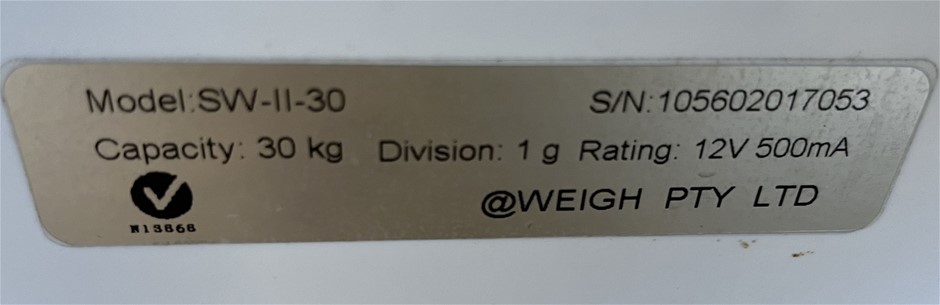 Model:SW-II-30 S/N:105602017053
Capacity: 30 kg Division: 1 g Rating: 12V 500mA
@WEIGH PTY LTD
N13868